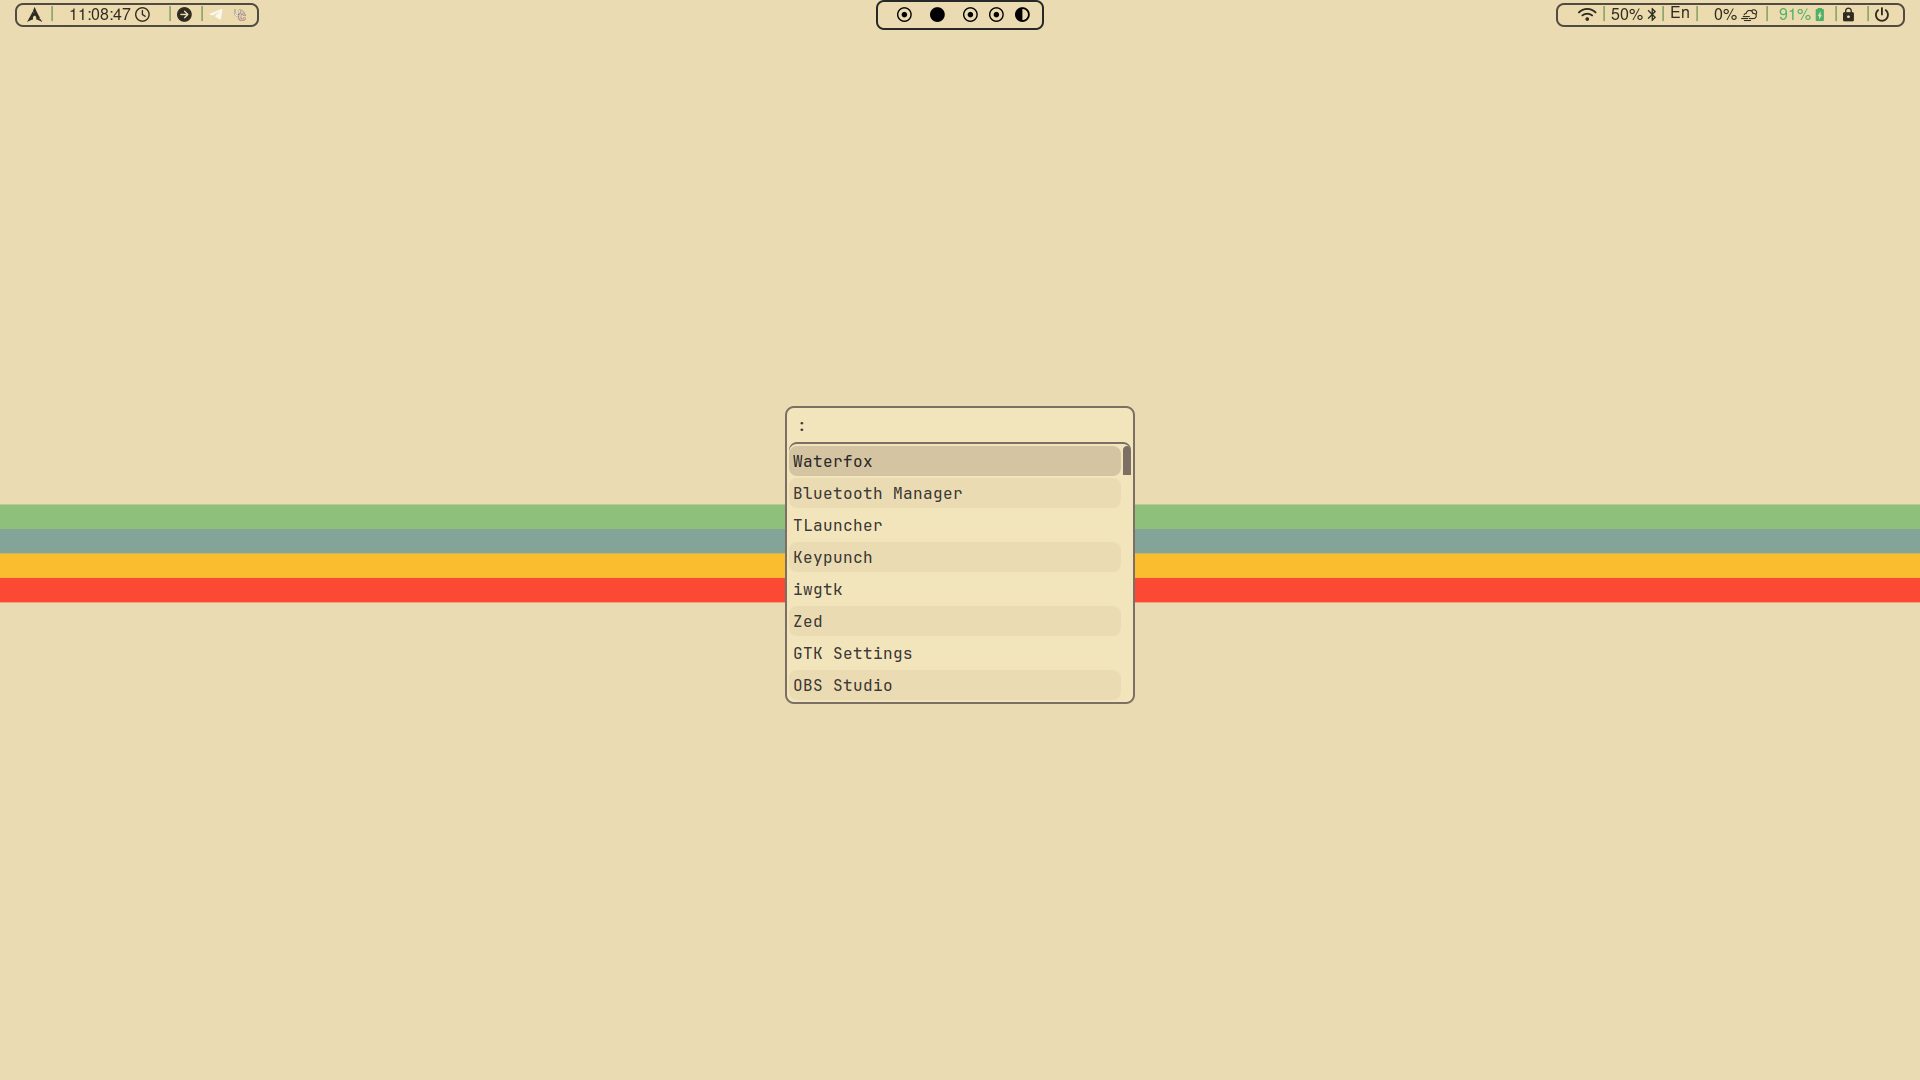 11:08:47
50%
En
0%
91%
:
Waterfox
Bluetooth Manager
TLauncher
Keypunch
iwgtk
Zed
GTK Settings
OBS Studio